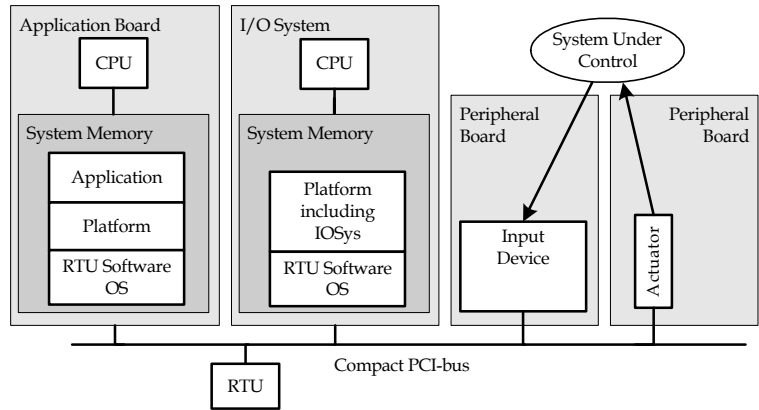 Application Board
CPU
System Memory
Application
Platform
RTU Software
OS
I/O System
CPU
System Memory
Platform
including
IOSys
RTU Software
OS
System Under
Control
Peripheral
Board
Input
Device
Peripheral
Board
Actuator
Compact PCI-bus
RTU